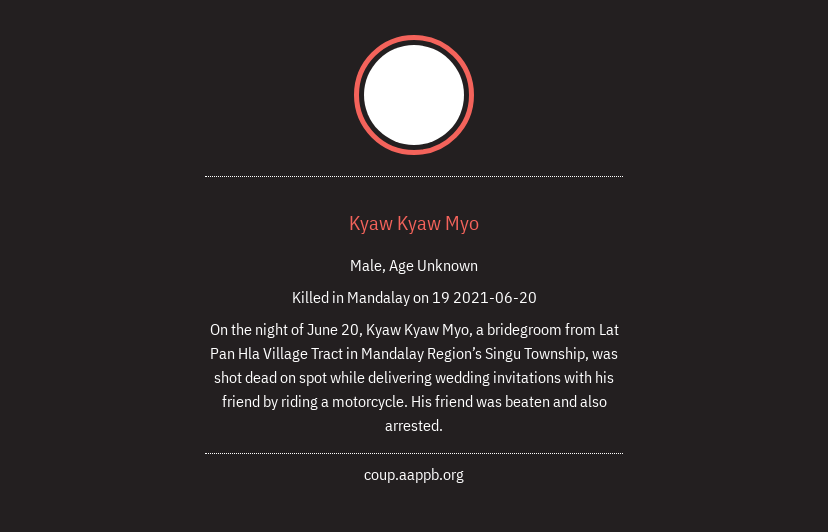 Kyaw Kyaw Myo
Male, Age Unknown
Killed in Mandalay on 19 2021-06-20
On the night of June 20, Kyaw Kyaw Myo, a bridegroom from Lat
Pan Hla Village Tract in Mandalay Region’s Singu Township, was
shot dead on spot while delivering wedding invitations with his
friend by riding a motorcycle. His friend was beaten and also
arrested.
coup.aappb.org